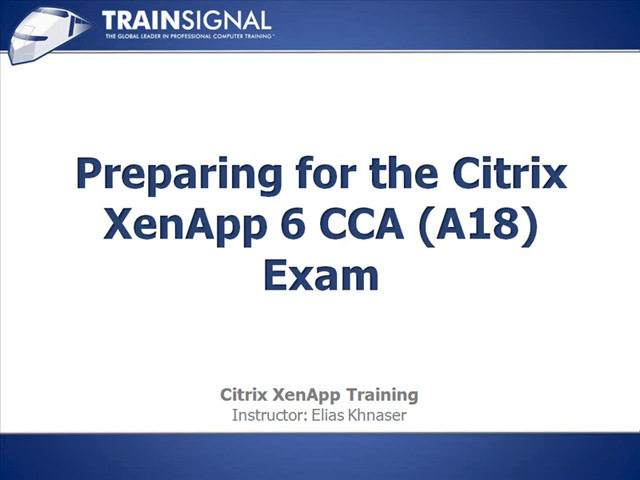 TRAINSIGNAL
THE GLOBAL LEADER IN PROFESSIONAL COMPUTER TRAINING™
Preparing for the Citrix
XenApp 6 CCA (A18)
Exam
Citrix XenApp Training
Instructor: Elias Khnaser